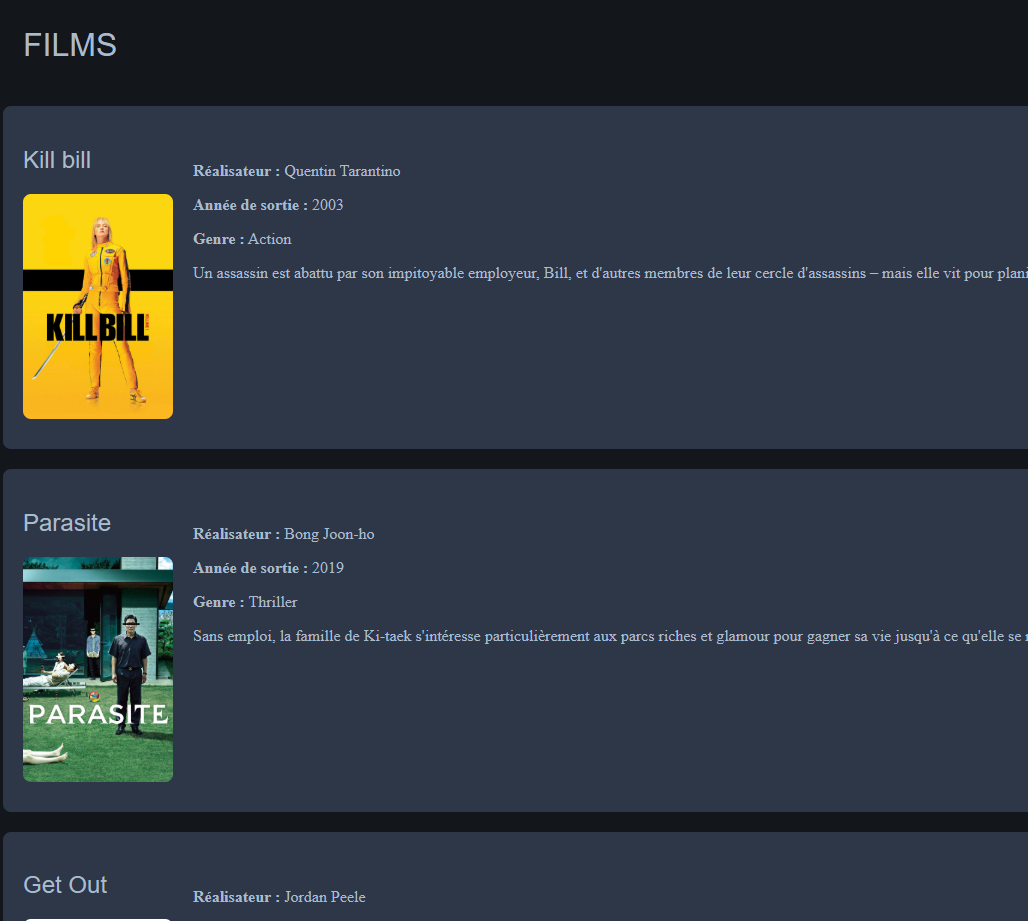 FILMS
Kill bill
Réalisateur : Quentin Tarantino
Année de sortie : 2003
Genre : Action
Un assassin est abattu par son impitoyable employeur, Bill, et d'autres membres de leur cercle d'assassins – mais elle vit pour plani
KILL BILL
Parasite
Réalisateur : Bong Joon-ho
Année de sortie : 2019
Genre : Thriller
Sans emploi, la famille de Ki-taek s'intéresse particulièrement aux parcs riches et glamour pour gagner sa vie jusqu'à ce qu'elle se
PARASITE
Get Out
Réalisateur : Jordan Peele